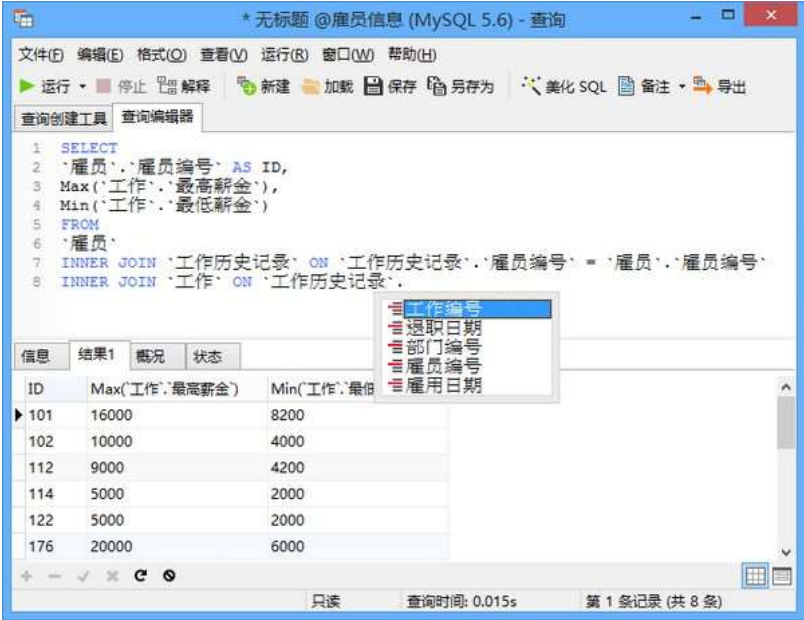 * 无标题 @雇员信息 (MySQL 5.6) - 查询
文件(F) 编辑(E) 格式(O) 查看(V) 运行(R) 窗口(W) 帮助(H)
运行 停止 解释 新建 加载 保存 另存为 美化 SQL 备注 导出
查询创建工具 查询编辑器
1 SELECT
2 `雇员`.`雇员编号` AS ID,
3 Max(`工作`.`最高薪金`),
4 Min(`工作`.`最低薪金`)
5 FROM
6 `雇员`
7 INNER JOIN `工作历史记录` ON `工作历史记录`.`雇员编号` = `雇员`.`雇员编号`
8 INNER JOIN `工作` ON `工作历史记录`.
工作编号
退职日期
部门编号
雇员编号
雇用日期
信息 结果1 概况 状态
ID Max(`工作`.`最高薪金`) Min(`工作`.`最低
101 16000 8200
102 10000 4000
112 9000 4200
114 5000 2000
122 5000 2000
176 20000 6000
只读 查询时间: 0.015s 第 1 条记录 (共 8 条)